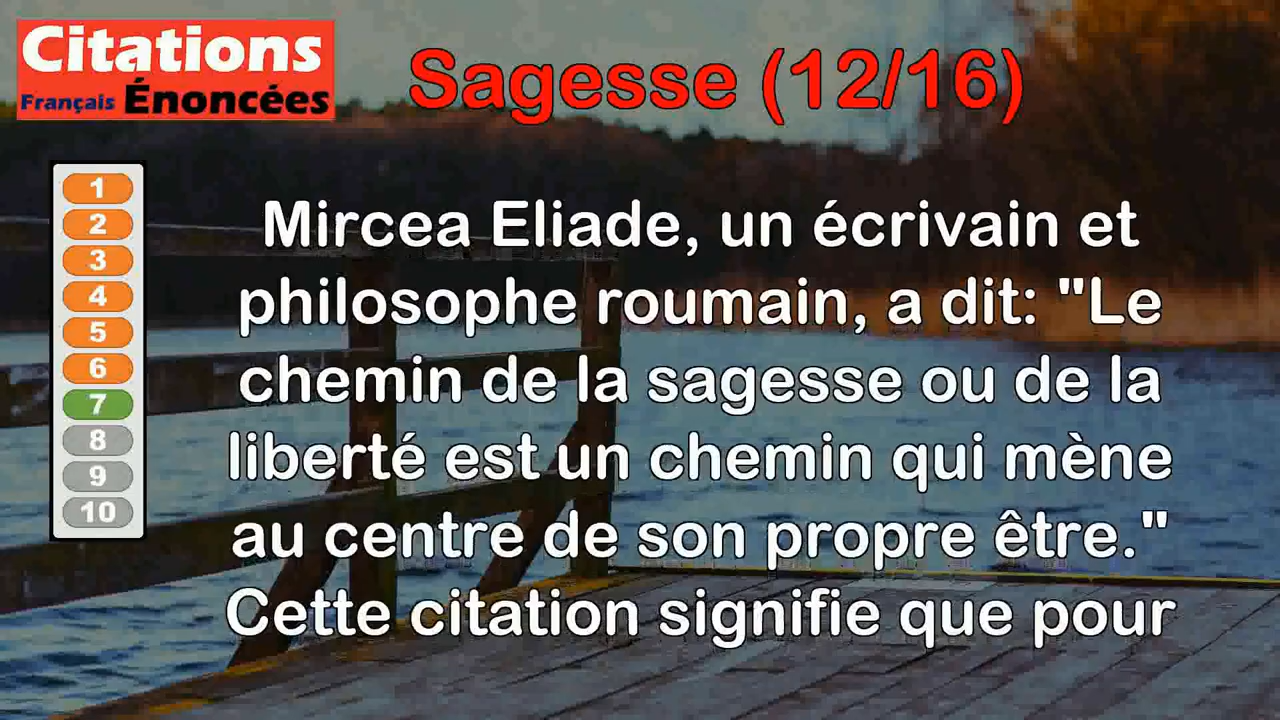 Citations
Français Énoncées
Sagesse (12/16)
1
2
3
4
5
6
7
8
9
10
Mircea Eliade, un écrivain et
philosophe roumain, a dit: "Le
chemin de la sagesse ou de la
liberté est un chemin qui mène
au centre de son propre être."
Cette citation signifie que pour